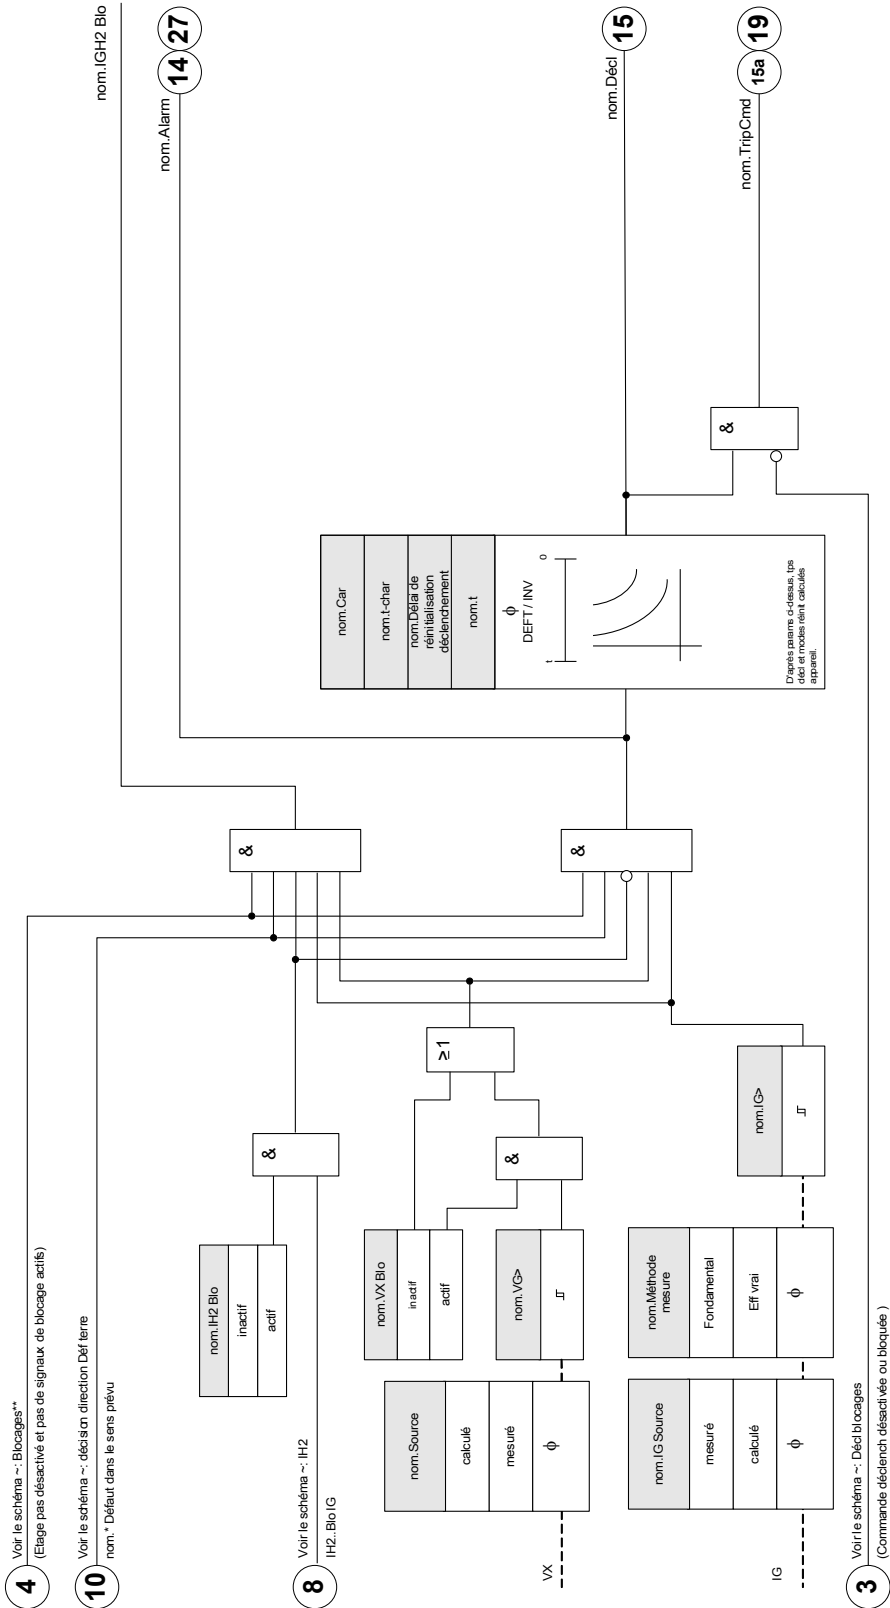 4
Voir le schéma ~: Blocages**
(Etage pas désactivé et pas de signaux de blocage actifs)
10
Voir le schéma ~: décision direction Déf terre
nom.* Défaut dans le sens prévu
nom.IH2 Blo
inactif
actif
8
Voir le schéma ~: IH2
IH2..Blo IG
&
nom.VX Blo
inactif
actif
nom.Source
calculé
mesuré
ϕ
VX
nom.VG>
&
≥1
nom.IG Source
mesuré
calculé
ϕ
IG
nom.Méthode
mesure
Fondamental
Eff vrai
ϕ
nom.IG>
3
Voir le schéma ~: Décl blocages
(Commande déclench désactivée ou bloquée )
&
&
nom.Car
nom.t-char
nom.Délai de
réinitialisation
déclenchement
nom.t
ϕ
DEFT / INV
t
0
D'après params ci-dessus, tps
décl et modes réinit calculés
appareil.
&
nom.IGH2 Blo
nom.Alarm
14
27
nom.Décl
15
nom.TripCmd
15a
19